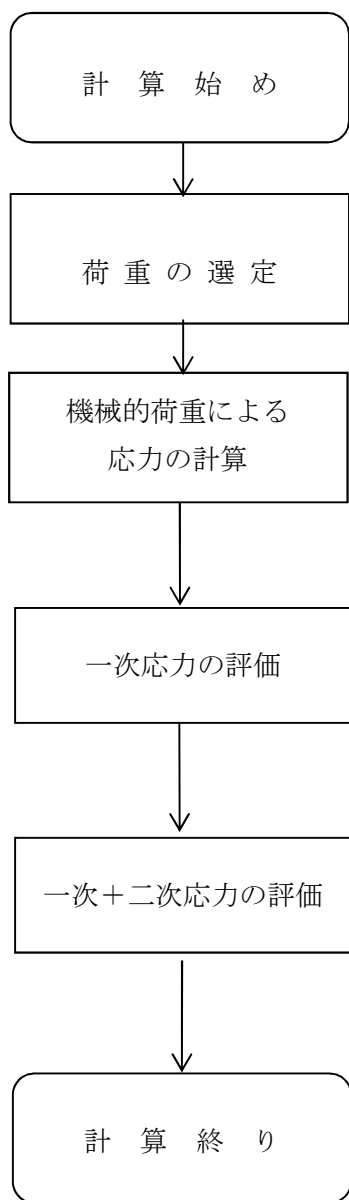 計 算 始 め
荷 重 の 選 定
機械的荷重による
応力の計算
一次応力の評価
一次＋二次応力の評価
計 算 終 り